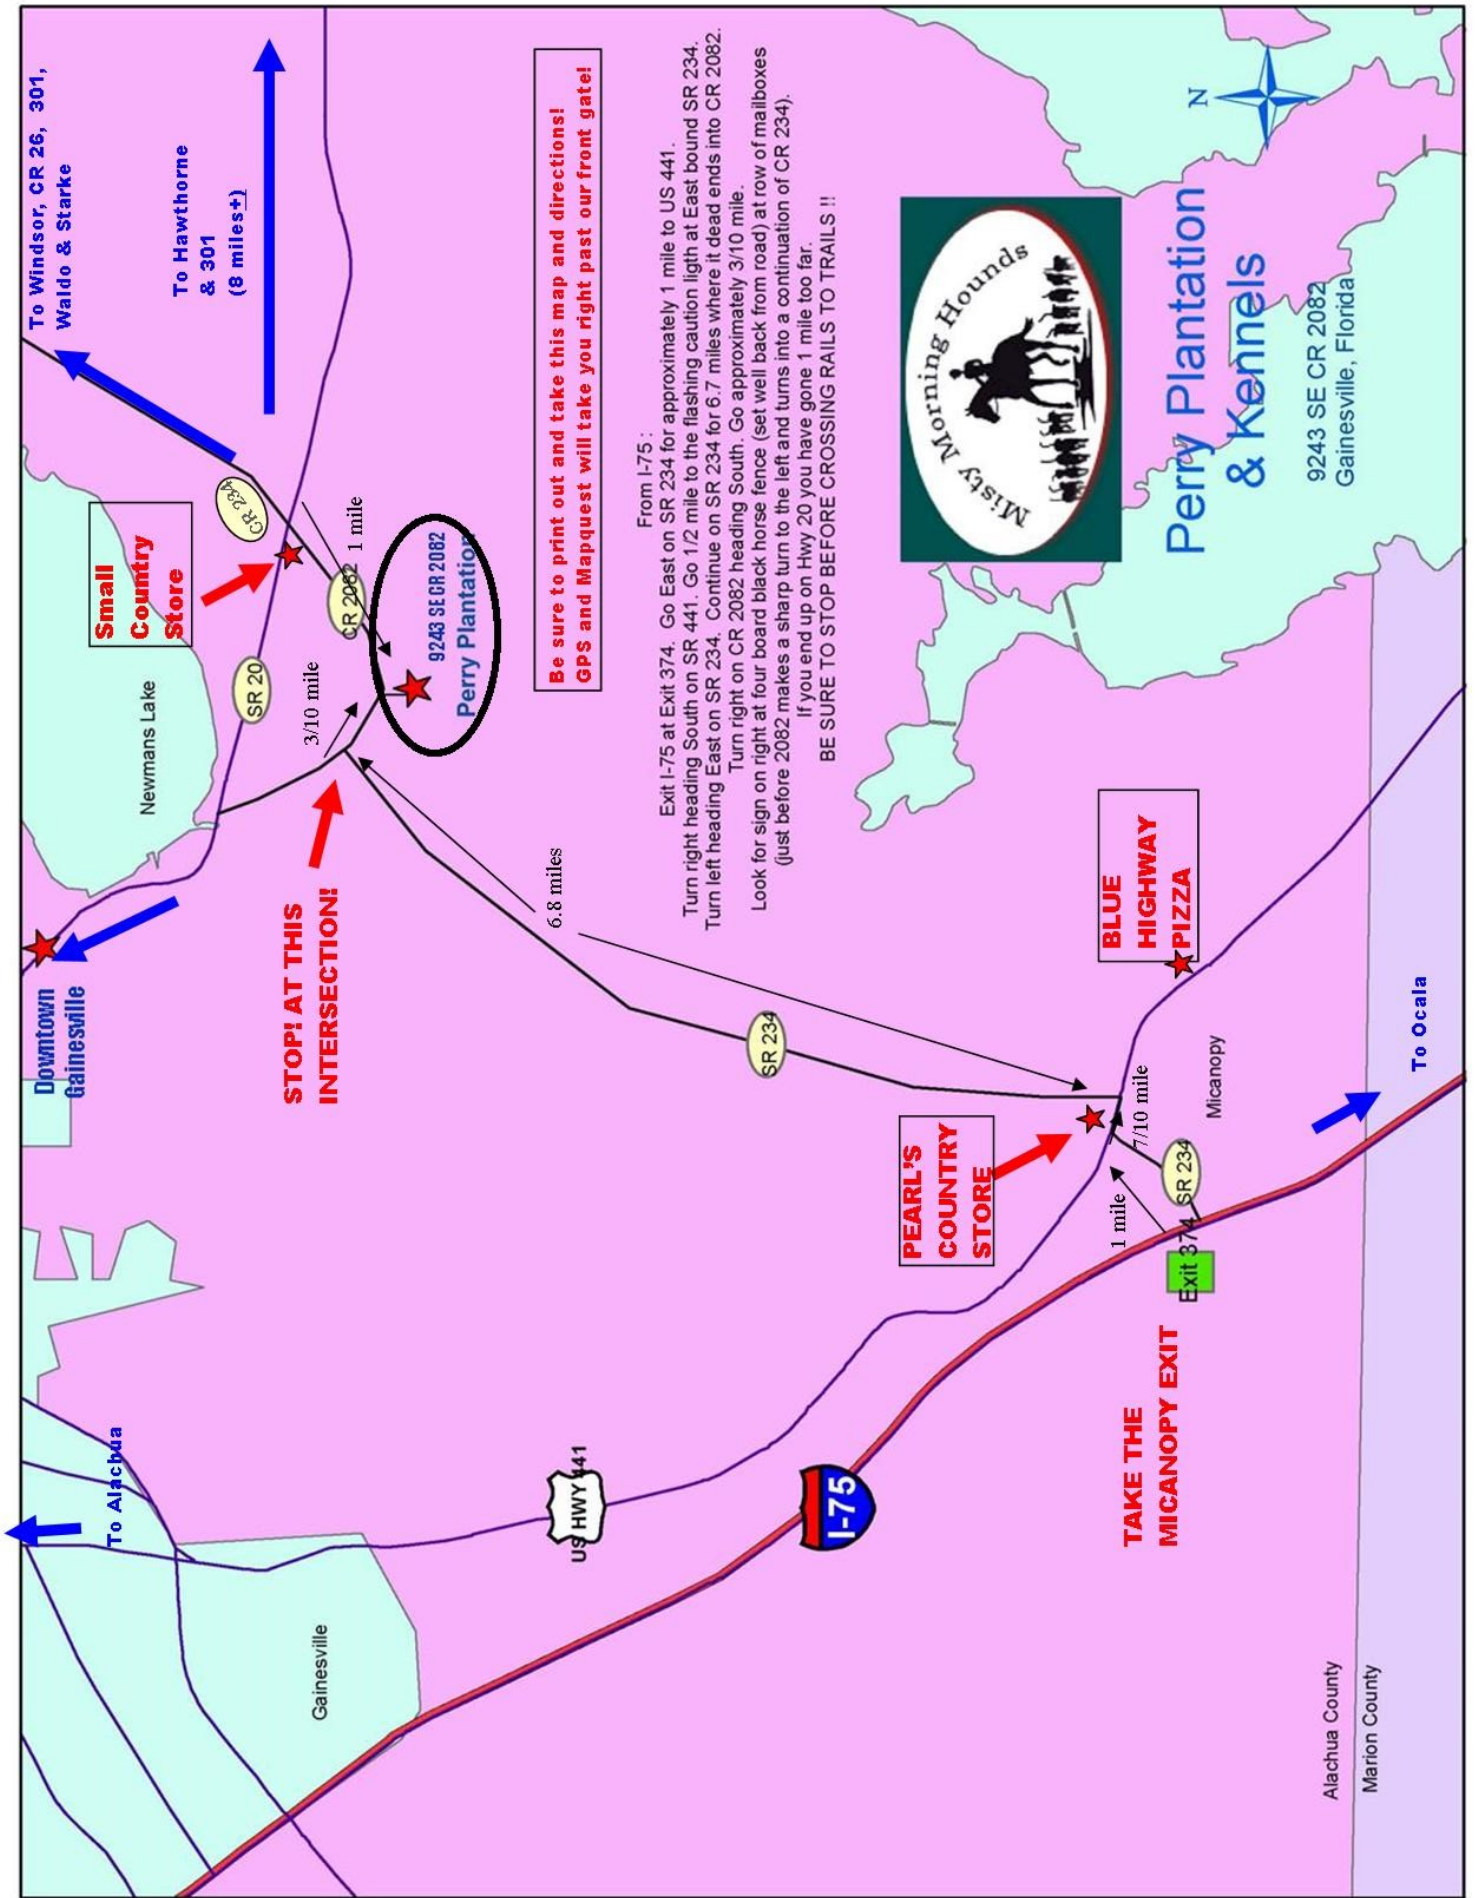 To Windsor, CR 26, 301,
Waldo & Starke
To Hawthorne
& 301
(8 miles+)
Small
Country
Store
CR 234
SR 20
Newmans Lake
CR 2082
1 mile
3/10 mile
9243 SE CR 2082
Perry Plantation
Downtown
Gainesville
STOP! AT THIS
INTERSECTION!
6.8 miles
SR 234
To Alachua
Gainesville
US HWY 441
I-75
Be sure to print out and take this map and directions!
GPS and Mapquest will take you right past our front gate!
From I-75 :
Exit I-75 at Exit 374. Go East on SR 234 for approximately 1 mile to US 441.
Turn right heading South on SR 441. Go 1/2 mile to the flashing caution ligth at East bound SR 234.
Turn left heading East on SR 234. Continue on SR 234 for 6.7 miles where it dead ends into CR 2082.
Turn right on CR 2082 heading South. Go approximately 3/10 mile.
Look for sign on right at four board black horse fence (set well back from road) at row of mailboxes
(just before 2082 makes a sharp turn to the left and turns into a continuation of CR 234).
If you end up on Hwy 20 you have gone 1 mile too far.
BE SURE TO STOP BEFORE CROSSING RAILS TO TRAILS !!
Misty Morning Hounds
PEARL'S
COUNTRY
STORE
BLUE
HIGHWAY
PIZZA
7/10 mile
1 mile
SR 234
Exit 374
Micanopy
TAKE THE
MICANOPY EXIT
To Ocala
N
Perry Plantation
& Kennels
9243 SE CR 2082
Gainesville, Florida
Alachua County
Marion County